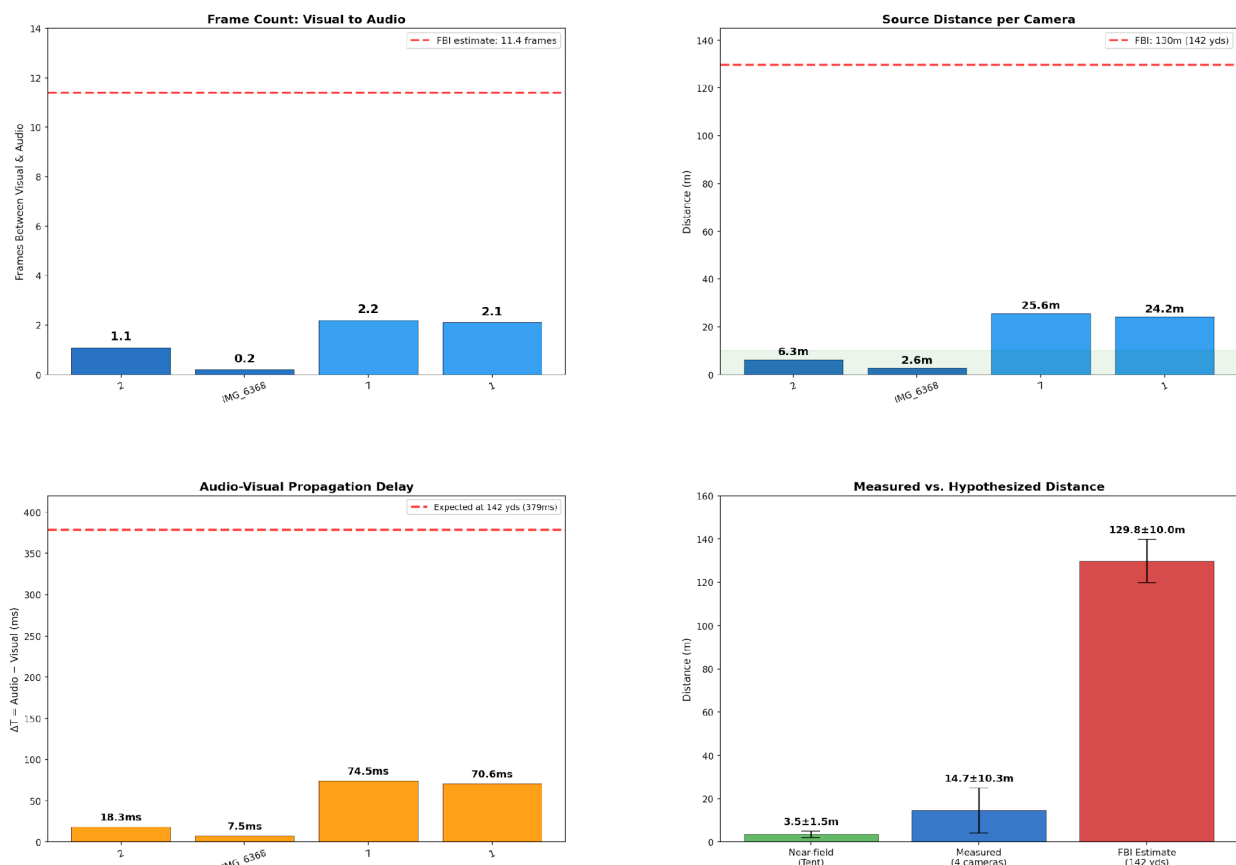 Frame Count: Visual to Audio
FBI estimate: 11.4 frames
Frames Between Visual & Audio
14
12
10
8
6
4
2
0
1.1
0.2
2.2
2.1
2
IMG_6368
7
1
Source Distance per Camera
FBI: 130m (142 yds)
Distance (m)
140
120
100
80
60
40
20
0
6.3m
2.6m
25.6m
24.2m
2
IMG_6368
7
1
Audio-Visual Propagation Delay
Expected at 142 yds (379ms)
ΔT = Audio − Visual (ms)
400
350
300
250
200
150
100
50
0
18.3ms
7.5ms
74.5ms
70.6ms
2
IMG_6368
7
1
Measured vs. Hypothesized Distance
Distance (m)
160
140
120
100
80
60
40
20
0
3.5±1.5m
14.7±10.3m
129.8±10.0m
Near-field
(Tent)
Measured
(4 cameras)
FBI Estimate
(142 yds)